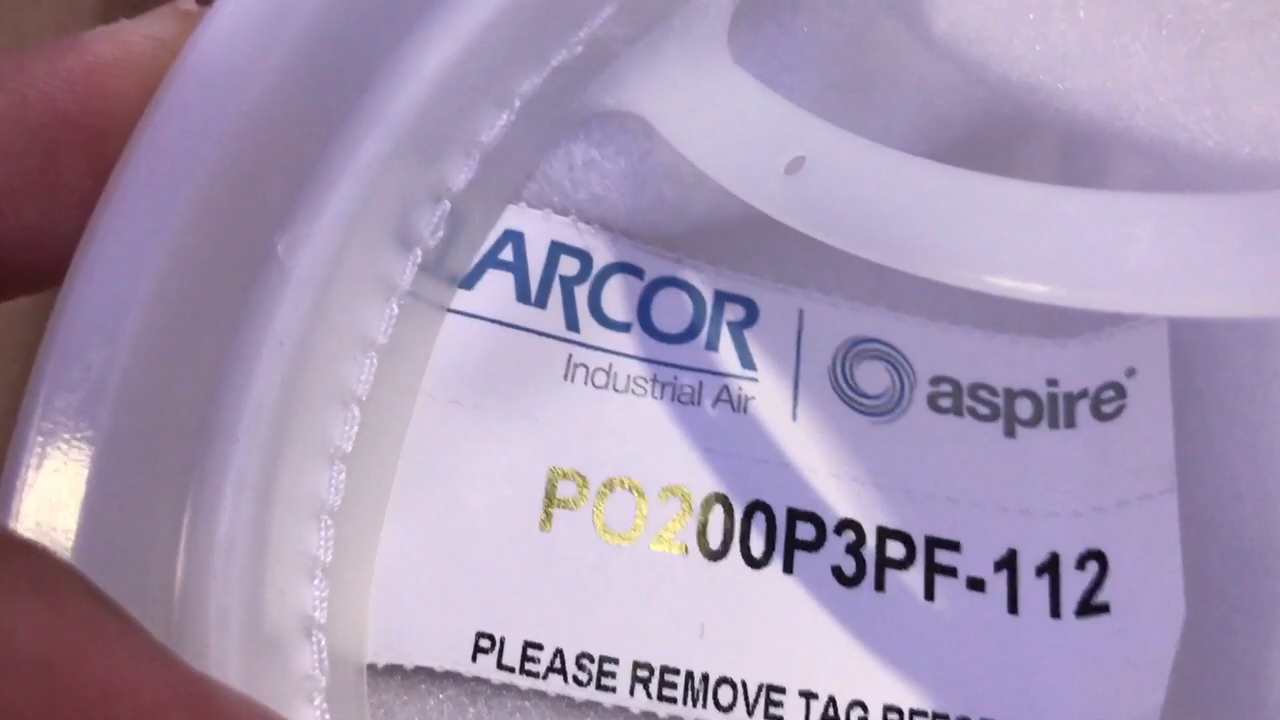 ARCOR
Industrial Air
aspire
PO200P3PF-112
PLEASE REMOVE TAG